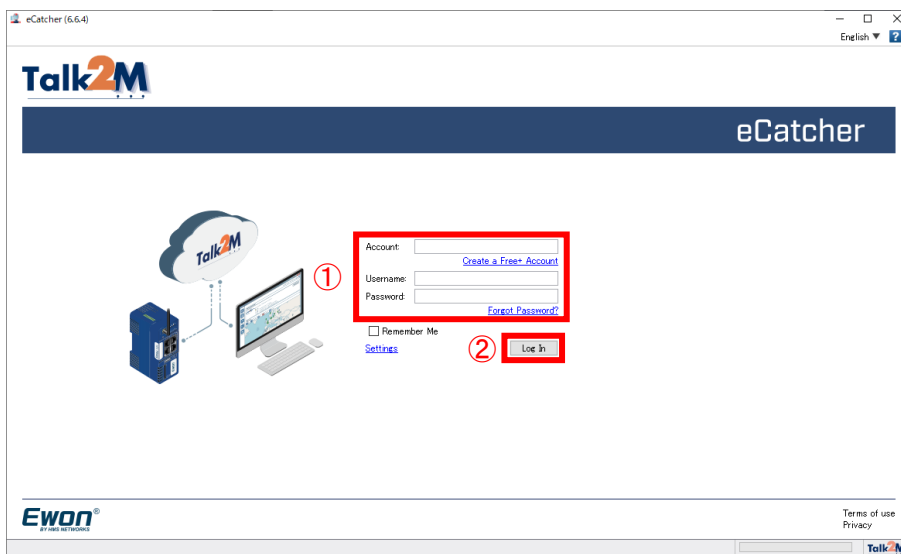 eCatcher (6.6.4)
English ▼ ?
Talk2M
eCatcher
Talk2M
①
Account:
Create a Free+ Account
Username:
Password:
Forgot Password?
Remember Me
Settings
②
Log In
Ewon®
BY HMS NETWORKS
Terms of use
Privacy
Talk2M